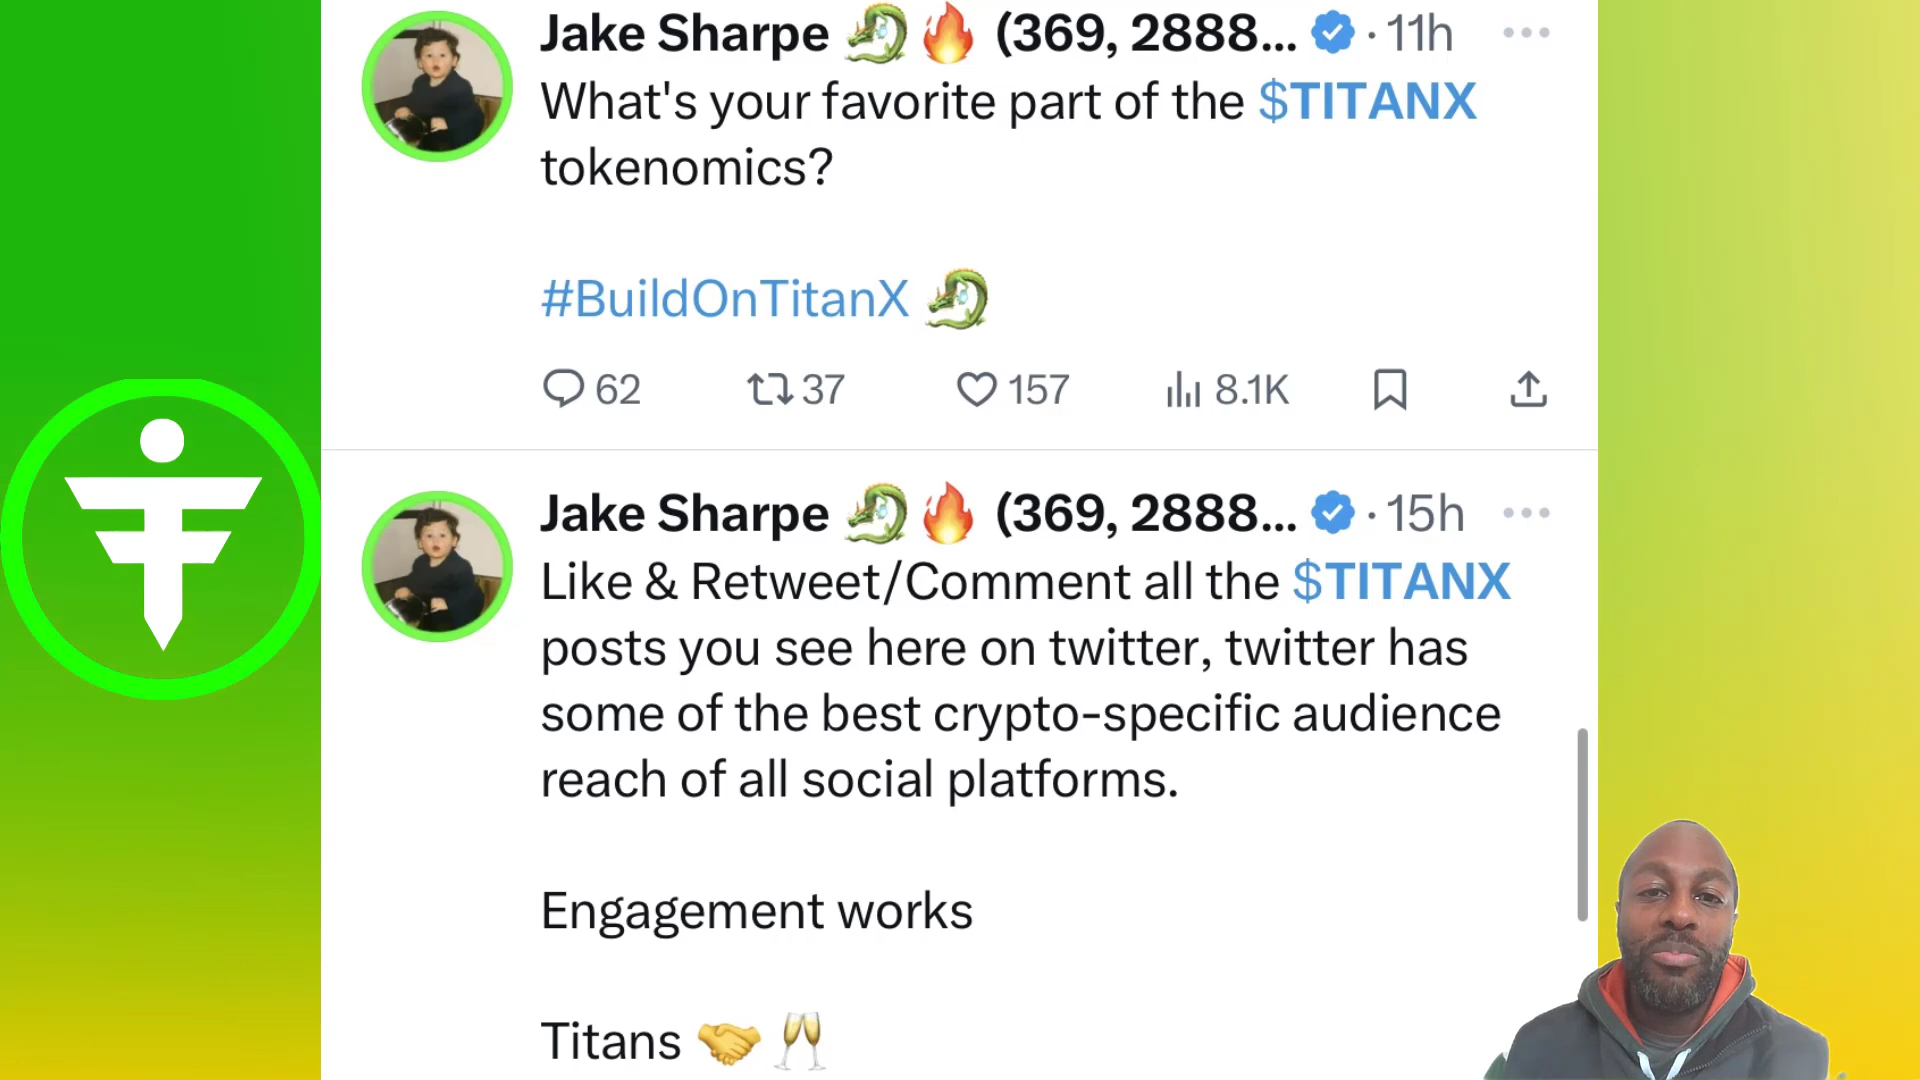 Jake Sharpe 🐉🔥 (369, 2888... · 11h
What's your favorite part of the $TITANX
tokenomics?
#BuildOnTitanX 🐉
62 37 157 8.1K
Jake Sharpe 🐉🔥 (369, 2888... · 15h
Like & Retweet/Comment all the $TITANX
posts you see here on twitter, twitter has
some of the best crypto-specific audience
reach of all social platforms.
Engagement works
Titans 🤝🥂